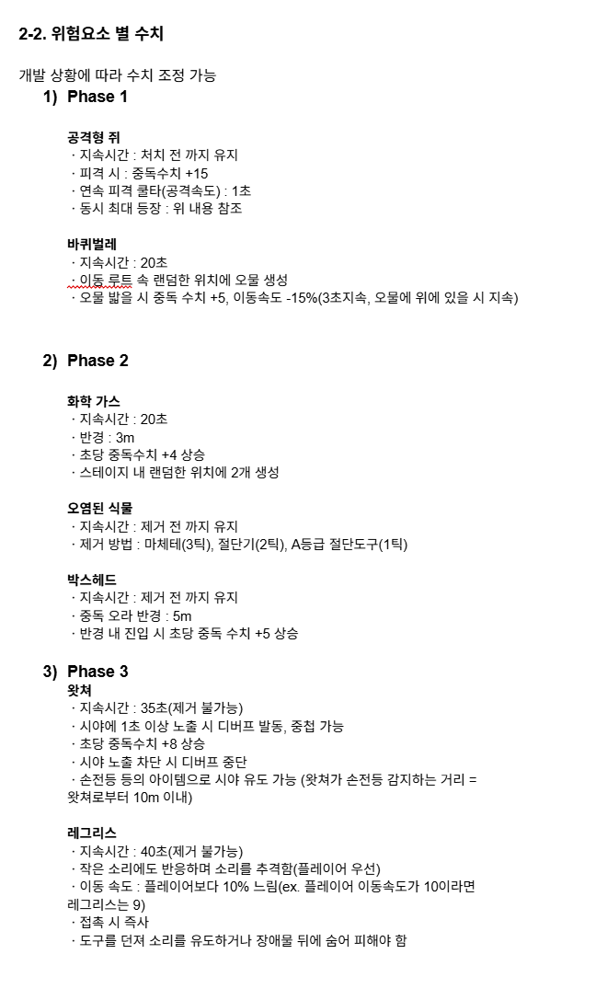 2-2. 위험요소 별 수치
개발 상황에 따라 수치 조정 가능
1) Phase 1
공격형 쥐
· 지속시간 : 처치 전 까지 유지
· 피격 시 : 중독수치 +15
· 연속 피격 쿨타(공격속도) : 1초
· 동시 최대 등장 : 위 내용 참조
바퀴벌레
· 지속시간 : 20초
· 이동 루트 속 랜덤한 위치에 오물 생성
· 오물 밟을 시 중독 수치 +5, 이동속도 -15%(3초지속, 오물에 위에 있을 시 지속)
2) Phase 2
화학 가스
· 지속시간 : 20초
· 반경 : 3m
· 초당 중독수치 +4 상승
· 스테이지 내 랜덤한 위치에 2개 생성
오염된 식물
· 지속시간 : 제거 전 까지 유지
· 제거 방법 : 마체테(3틱), 절단기(2틱), A등급 절단도구(1틱)
박스헤드
· 지속시간 : 제거 전 까지 유지
· 중독 오라 반경 : 5m
· 반경 내 진입 시 초당 중독 수치 +5 상승
3) Phase 3
왓쳐
· 지속시간 : 35초(제거 불가능)
· 시야에 1초 이상 노출 시 디버프 발동, 중첩 가능
· 초당 중독수치 +8 상승
· 시야 노출 차단 시 디버프 중단
· 손전등 등의 아이템으로 시야 유도 가능 (왓쳐가 손전등 감지하는 거리 =
왓쳐로부터 10m 이내)
레그리스
· 지속시간 : 40초(제거 불가능)
· 작은 소리에도 반응하며 소리를 추격함(플레이어 우선)
· 이동 속도 : 플레이어보다 10% 느림(ex. 플레이어 이동속도가 10이라면
레그리스는 9)
· 접촉 시 즉사
· 도구를 던져 소리를 유도하거나 장애물 뒤에 숨어 피해야 함